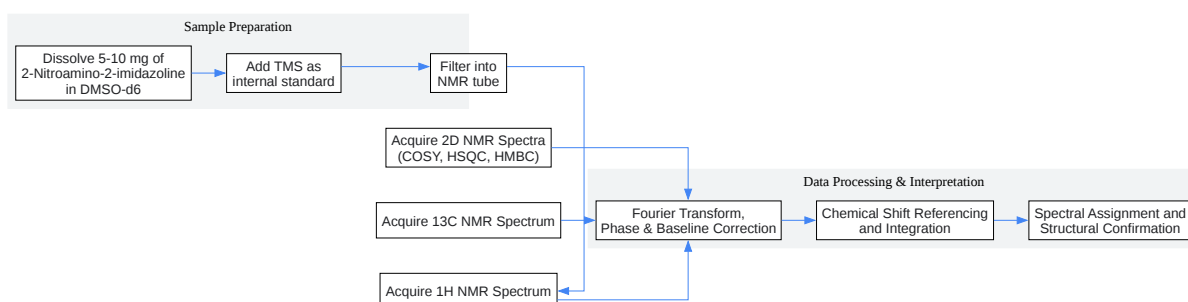 Sample Preparation
Dissolve 5-10 mg of
2-Nitroamino-2-imidazoline
in DMSO-d6
Add TMS as
internal standard
Filter into
NMR tube
Acquire 2D NMR Spectra
(COSY, HSQC, HMBC)
Data Processing & Interpretation
Acquire 13C NMR Spectrum
Fourier Transform,
Phase & Baseline Correction
Chemical Shift Referencing
and Integration
Spectral Assignment and
Structural Confirmation
Acquire 1H NMR Spectrum